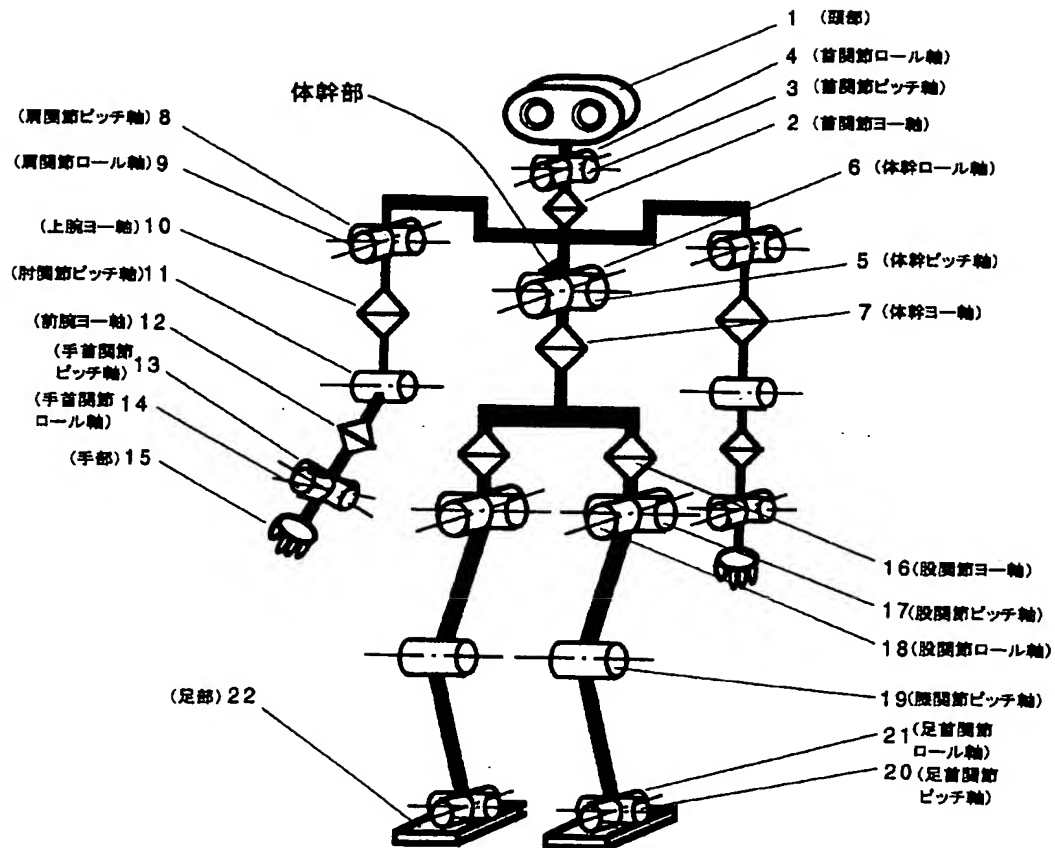 1 (頭部)
4 (首関節ロール軸)
3 (首関節ピッチ軸)
2 (首関節ヨー軸)
体幹部
6 (体幹ロール軸)
5 (体幹ピッチ軸)
7 (体幹ヨー軸)
(肩関節ピッチ軸) 8
(肩関節ロール軸) 9
(上腕ヨー軸) 10
(肘関節ピッチ軸) 11
(前腕ヨー軸) 12
(手首関節
ピッチ軸) 13
(手首関節
ロール軸) 14
(手部) 15
16 (股関節ヨー軸)
17 (股関節ピッチ軸)
18 (股関節ロール軸)
19 (膝関節ピッチ軸)
(足部) 22
21 (足首関節
ロール軸)
20 (足首関節
ピッチ軸)